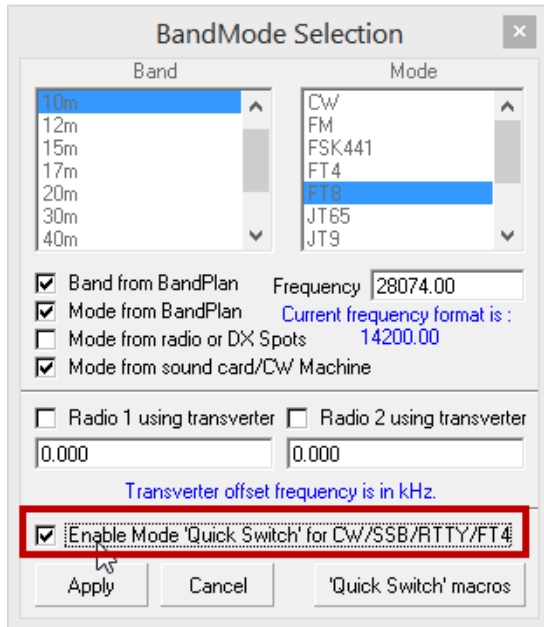 BandMode Selection
Band Mode
10m CW
12m FM
15m FSK441
17m FT4
20m FT8
30m JT65
40m JT9
Band from BandPlan Frequency 28074.00
Mode from BandPlan Current frequency format is :
Mode from radio or DX Spots 14200.00
Mode from sound card/CW Machine
Radio 1 using transverter Radio 2 using transverter
0.000 0.000
Transverter offset frequency is in kHz.
Enable Mode 'Quick Switch' for CW/SSB/RTTY/FT4
Apply Cancel 'Quick Switch' macros